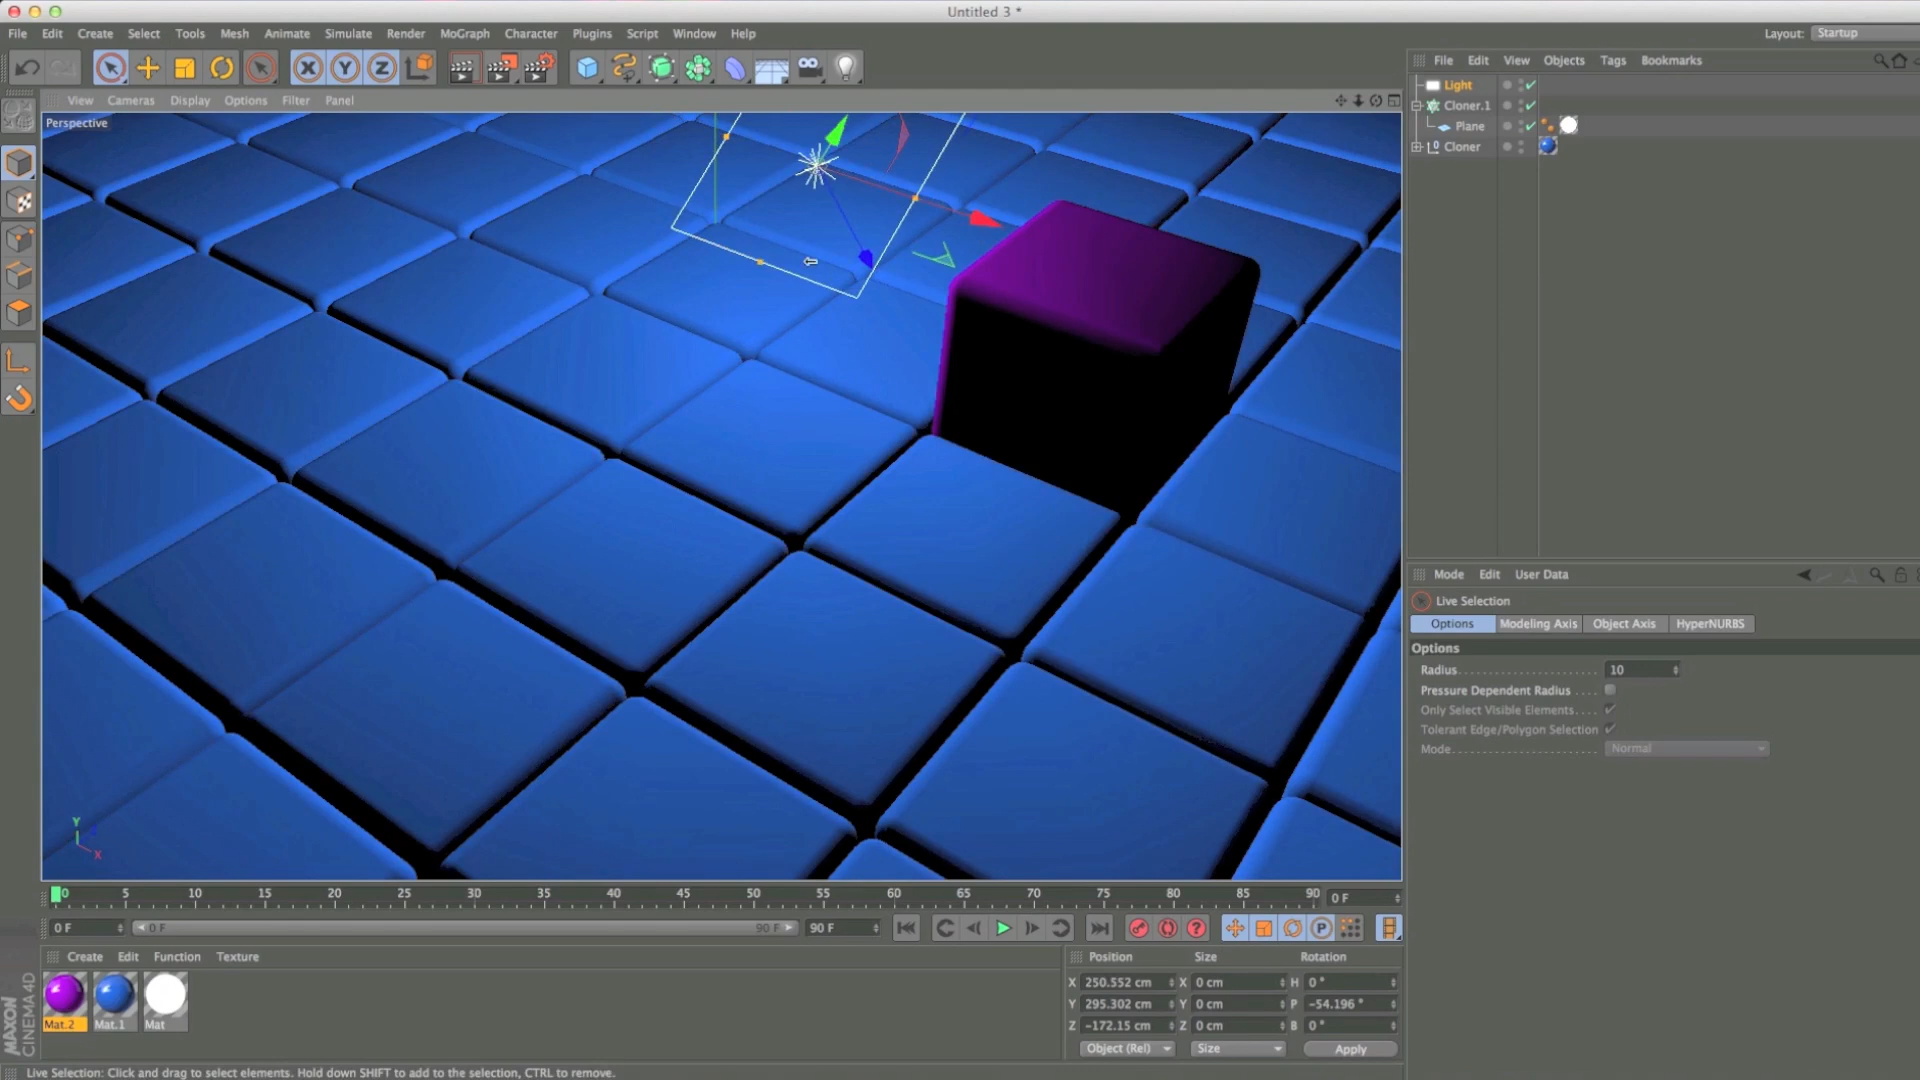 Untitled 3 *
File Edit Create Select Tools Mesh Animate Simulate Render MoGraph Character Plugins Script Window Help
Layout: Startup
X Y Z
File Edit View Objects Tags Bookmarks
View Cameras Display Options Filter Panel
Perspective
Light
Cloner.1
Plane
Cloner
Mode Edit User Data
Live Selection
Options Modeling Axis Object Axis HyperNURBS
Options
Radius 10
Pressure Dependent Radius
Only Select Visible Elements
Tolerant Edge/Polygon Selection
Mode Normal
Y
X
0 5 10 15 20 25 30 35 40 45 50 55 60 65 70 75 80 85 90 0 F
0 F 0 F 90 F 90 F
P
Create Edit Function Texture
Mat.2 Mat.1 Mat
Position Size Rotation
X 250.552 cm X 0 cm H 0 °
Y 295.302 cm Y 0 cm P -54.196 °
Z -172.15 cm Z 0 cm B 0 °
Object (Rel) Size Apply
MAXON
CINEMA 4D
Live Selection: Click and drag to select elements. Hold down SHIFT to add to the selection, CTRL to remove.